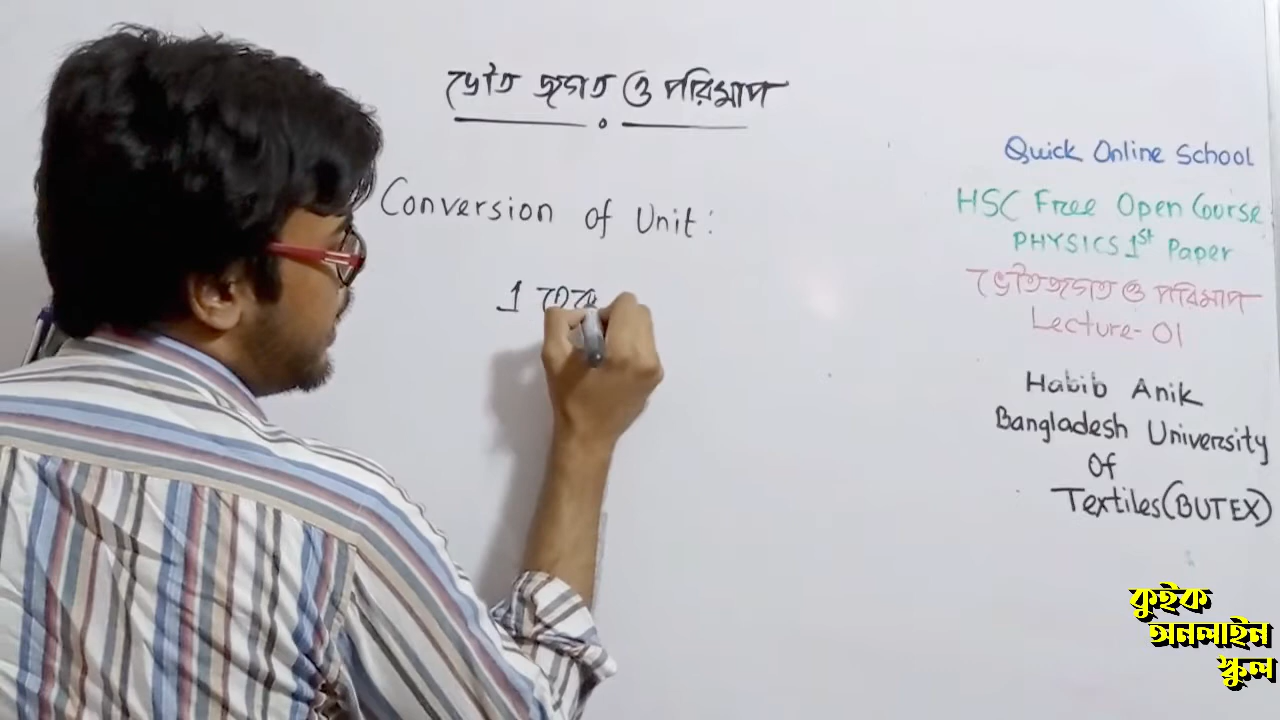 ভৌত জগত ও পরিমাপ
Conversion of Unit:
1
Quick Online School
HSC Free Open Course
PHYSICS 1st Paper
ভৌতজগত ও পরিমাপ
Lecture-01
Habib Anik
Bangladesh University
Of
Textiles(BUTEX)
কুইক
অনলাইন
স্কুল